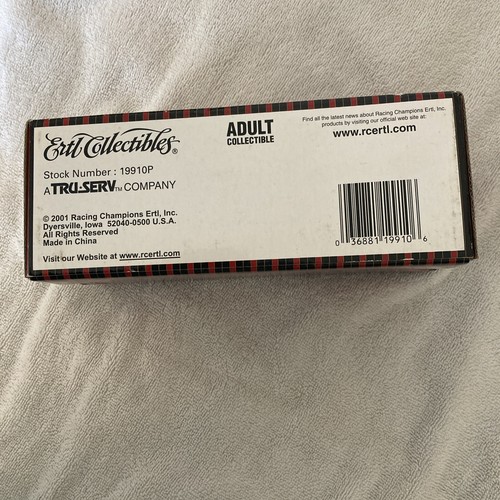 Ertl Collectibles®
Stock Number : 19910P
A TRU-SERV™ COMPANY
© 2001 Racing Champions Ertl, Inc.
Dyersville, Iowa 52040-0500 U.S.A.
All Rights Reserved
Made in China
Visit our Website at www.rcertl.com
ADULT
COLLECTIBLE
Find all the latest news about Racing Champions Ertl, Inc.
products by visiting our official web site at:
www.rcertl.com
0 36881 19910 6